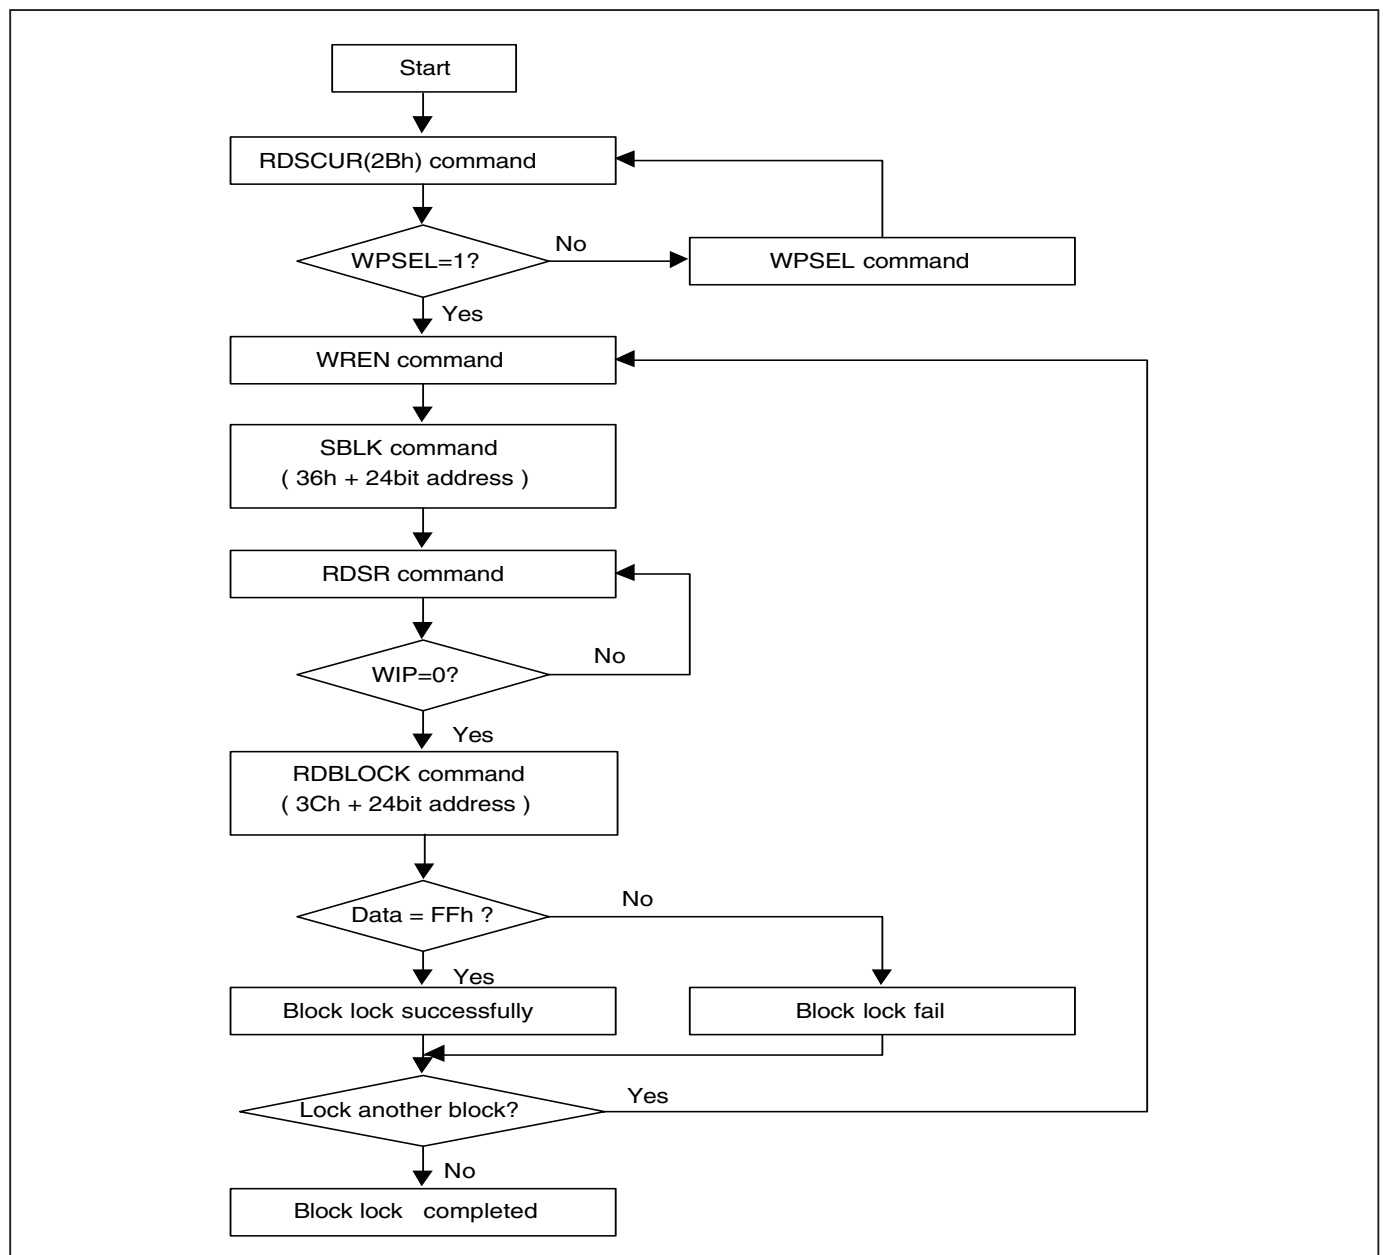 Start
RDSCUR(2Bh) command
WPSEL=1?
No
WPSEL command
Yes
WREN command
SBLK command
( 36h + 24bit address )
RDSR command
WIP=0?
No
Yes
RDBLOCK command
( 3Ch + 24bit address )
Data = FFh ?
No
Yes
Block lock successfully
Block lock fail
Lock another block?
Yes
No
Block lock completed